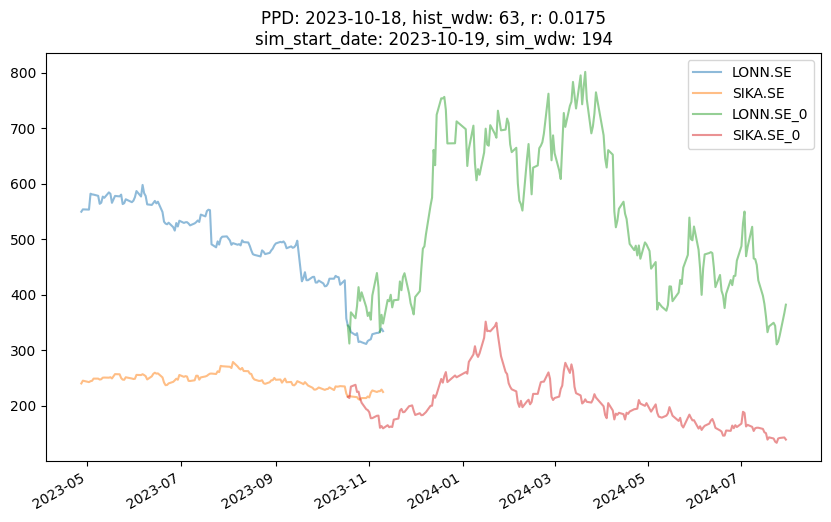 PPD: 2023-10-18, hist_wdw: 63, r: 0.0175
sim_start_date: 2023-10-19, sim_wdw: 194
LONN.SE
SIKA.SE
LONN.SE_0
SIKA.SE_0
800
700
600
500
400
300
200
2023-05
2023-07
2023-09
2023-11
2024-01
2024-03
2024-05
2024-07